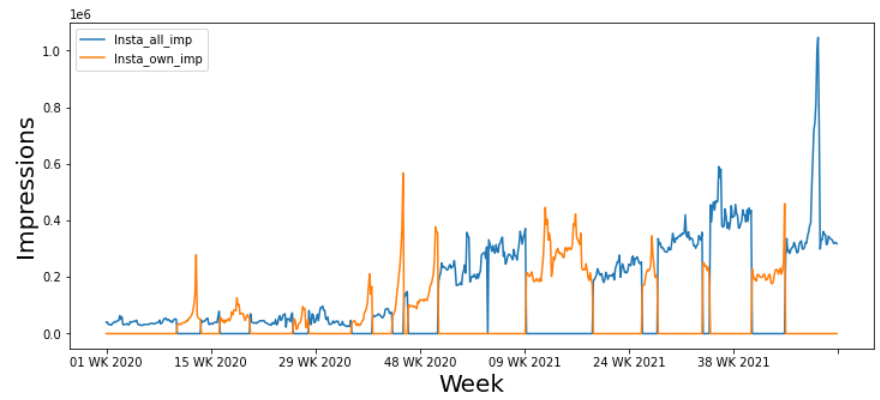 1e6
Insta_all_imp
Insta_own_imp
1.0
0.8
0.6
0.4
0.2
0.0
Impressions
01 WK 2020 15 WK 2020 29 WK 2020 48 WK 2020 09 WK 2021 24 WK 2021 38 WK 2021
Week